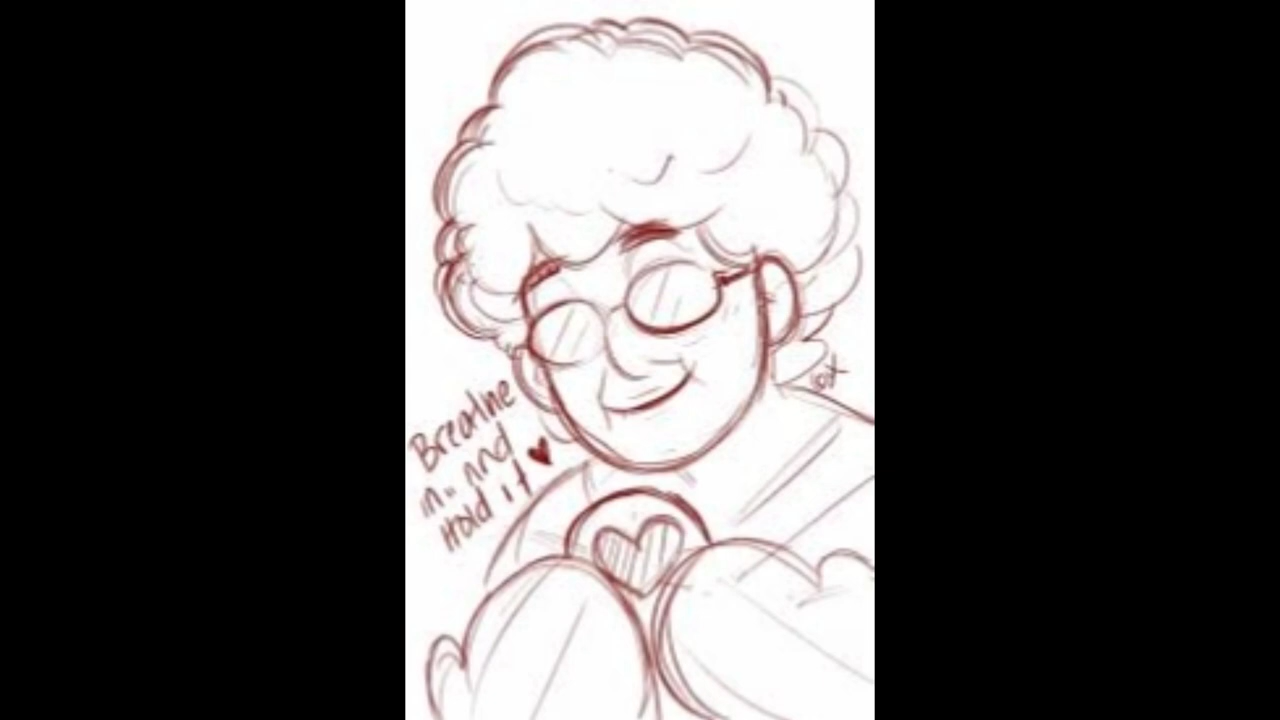 Breathe
in.. and
Hold it ♥